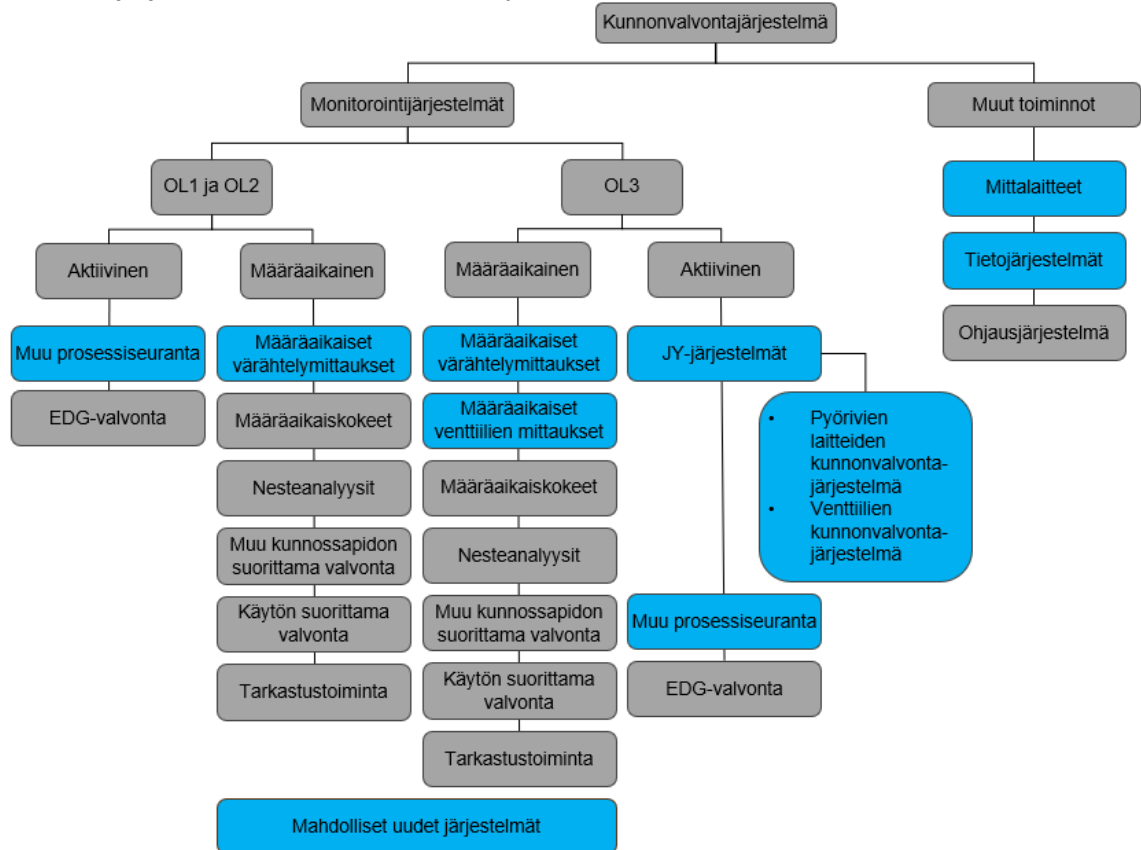 Kunnonvalvontajärjestelmä
Monitorointijärjestelmät
Muut toiminnot
OL1 ja OL2
OL3
Mittalaitteet
Aktiivinen
Määräaikainen
Määräaikainen
Aktiivinen
Tietojärjestelmät
Ohjausjärjestelmä
Muu prosessiseuranta
EDG-valvonta
Määräaikaiset
värähtelymittaukset
Määräaikaiskokeet
Nesteanalyysit
Muu kunnossapidon
suorittama valvonta
Käytön suorittama
valvonta
Tarkastustoiminta
Määräaikaiset
värähtelymittaukset
Määräaikaiset
venttiilien mittaukset
Määräaikaiskokeet
Nesteanalyysit
Muu kunnossapidon
suorittama valvonta
Käytön suorittama
valvonta
Tarkastustoiminta
JY-järjestelmät
• Pyörivien
laitteiden
kunnonvalvonta-
järjestelmä
• Venttiilien
kunnonvalvonta-
järjestelmä
Muu prosessiseuranta
EDG-valvonta
Mahdolliset uudet järjestelmät